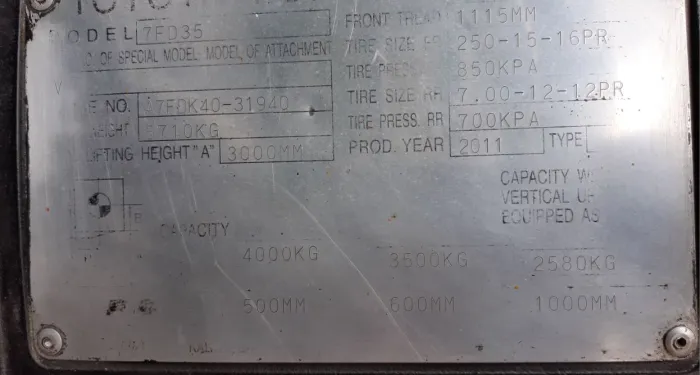 MODEL 7FD35
NO. OF SPECIAL MODEL, MODEL OF ATTACHMENT
NO. 7FDK40-31940
710KG
LIFTING HEIGHT "A" 3000MM
FRONT TREAD 1115MM
TIRE SIZE FR 250-15-16PR
TIRE PRESS. 850KPA
TIRE SIZE RR 7.00-12-12PR
TIRE PRESS. RR 700KPA
PROD. YEAR 2011 TYPE
CAPACITY
VERTICAL
EQUIPPED AS
CAPACITY
4000KG 3500KG 2580KG
500MM 600MM 1000MM